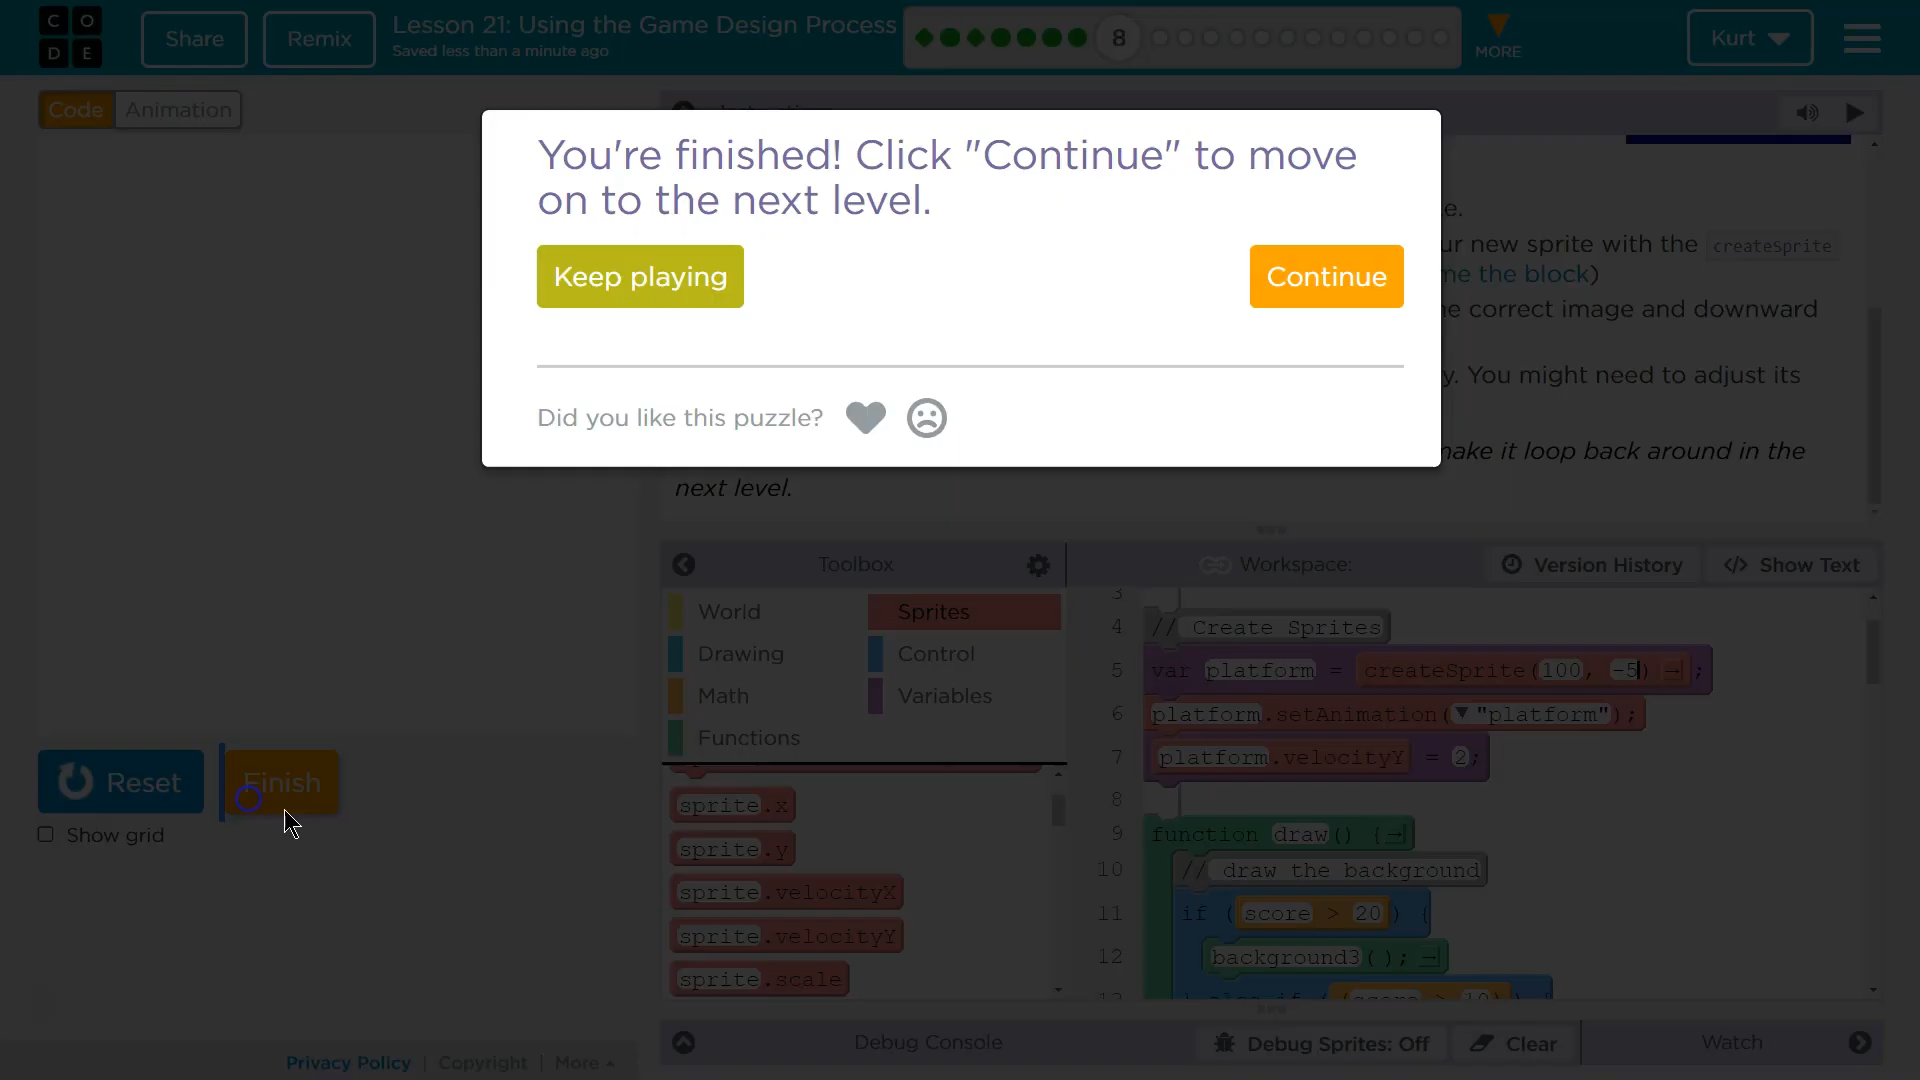 CODE
Share
Remix
Lesson 21: Using the Game Design Process
Saved less than a minute ago
8
MORE
Kurt
Code
Animation
You're finished! Click "Continue" to move
on to the next level.
Keep playing
Continue
Did you like this puzzle?
e.
ur new sprite with the createSprite
me the block)
e correct image and downward
y. You might need to adjust its
make it loop back around in the
next level.
Toolbox
Workspace:
Version History
</> Show Text
World
Sprites
Drawing
Control
Math
Variables
Functions
sprite.x
sprite.y
sprite.velocityX
sprite.velocityY
sprite.scale
3
4 // Create Sprites
5 var platform = createSprite(100, -5);
6 platform.setAnimation("platform");
7 platform.velocityY = 2;
8
9 function draw() {
10 // draw the background
11 if (score > 20) {
12 background3();
Reset
Finish
Show grid
Debug Console
Debug Sprites: Off
Clear
Watch
Privacy Policy | Copyright | More